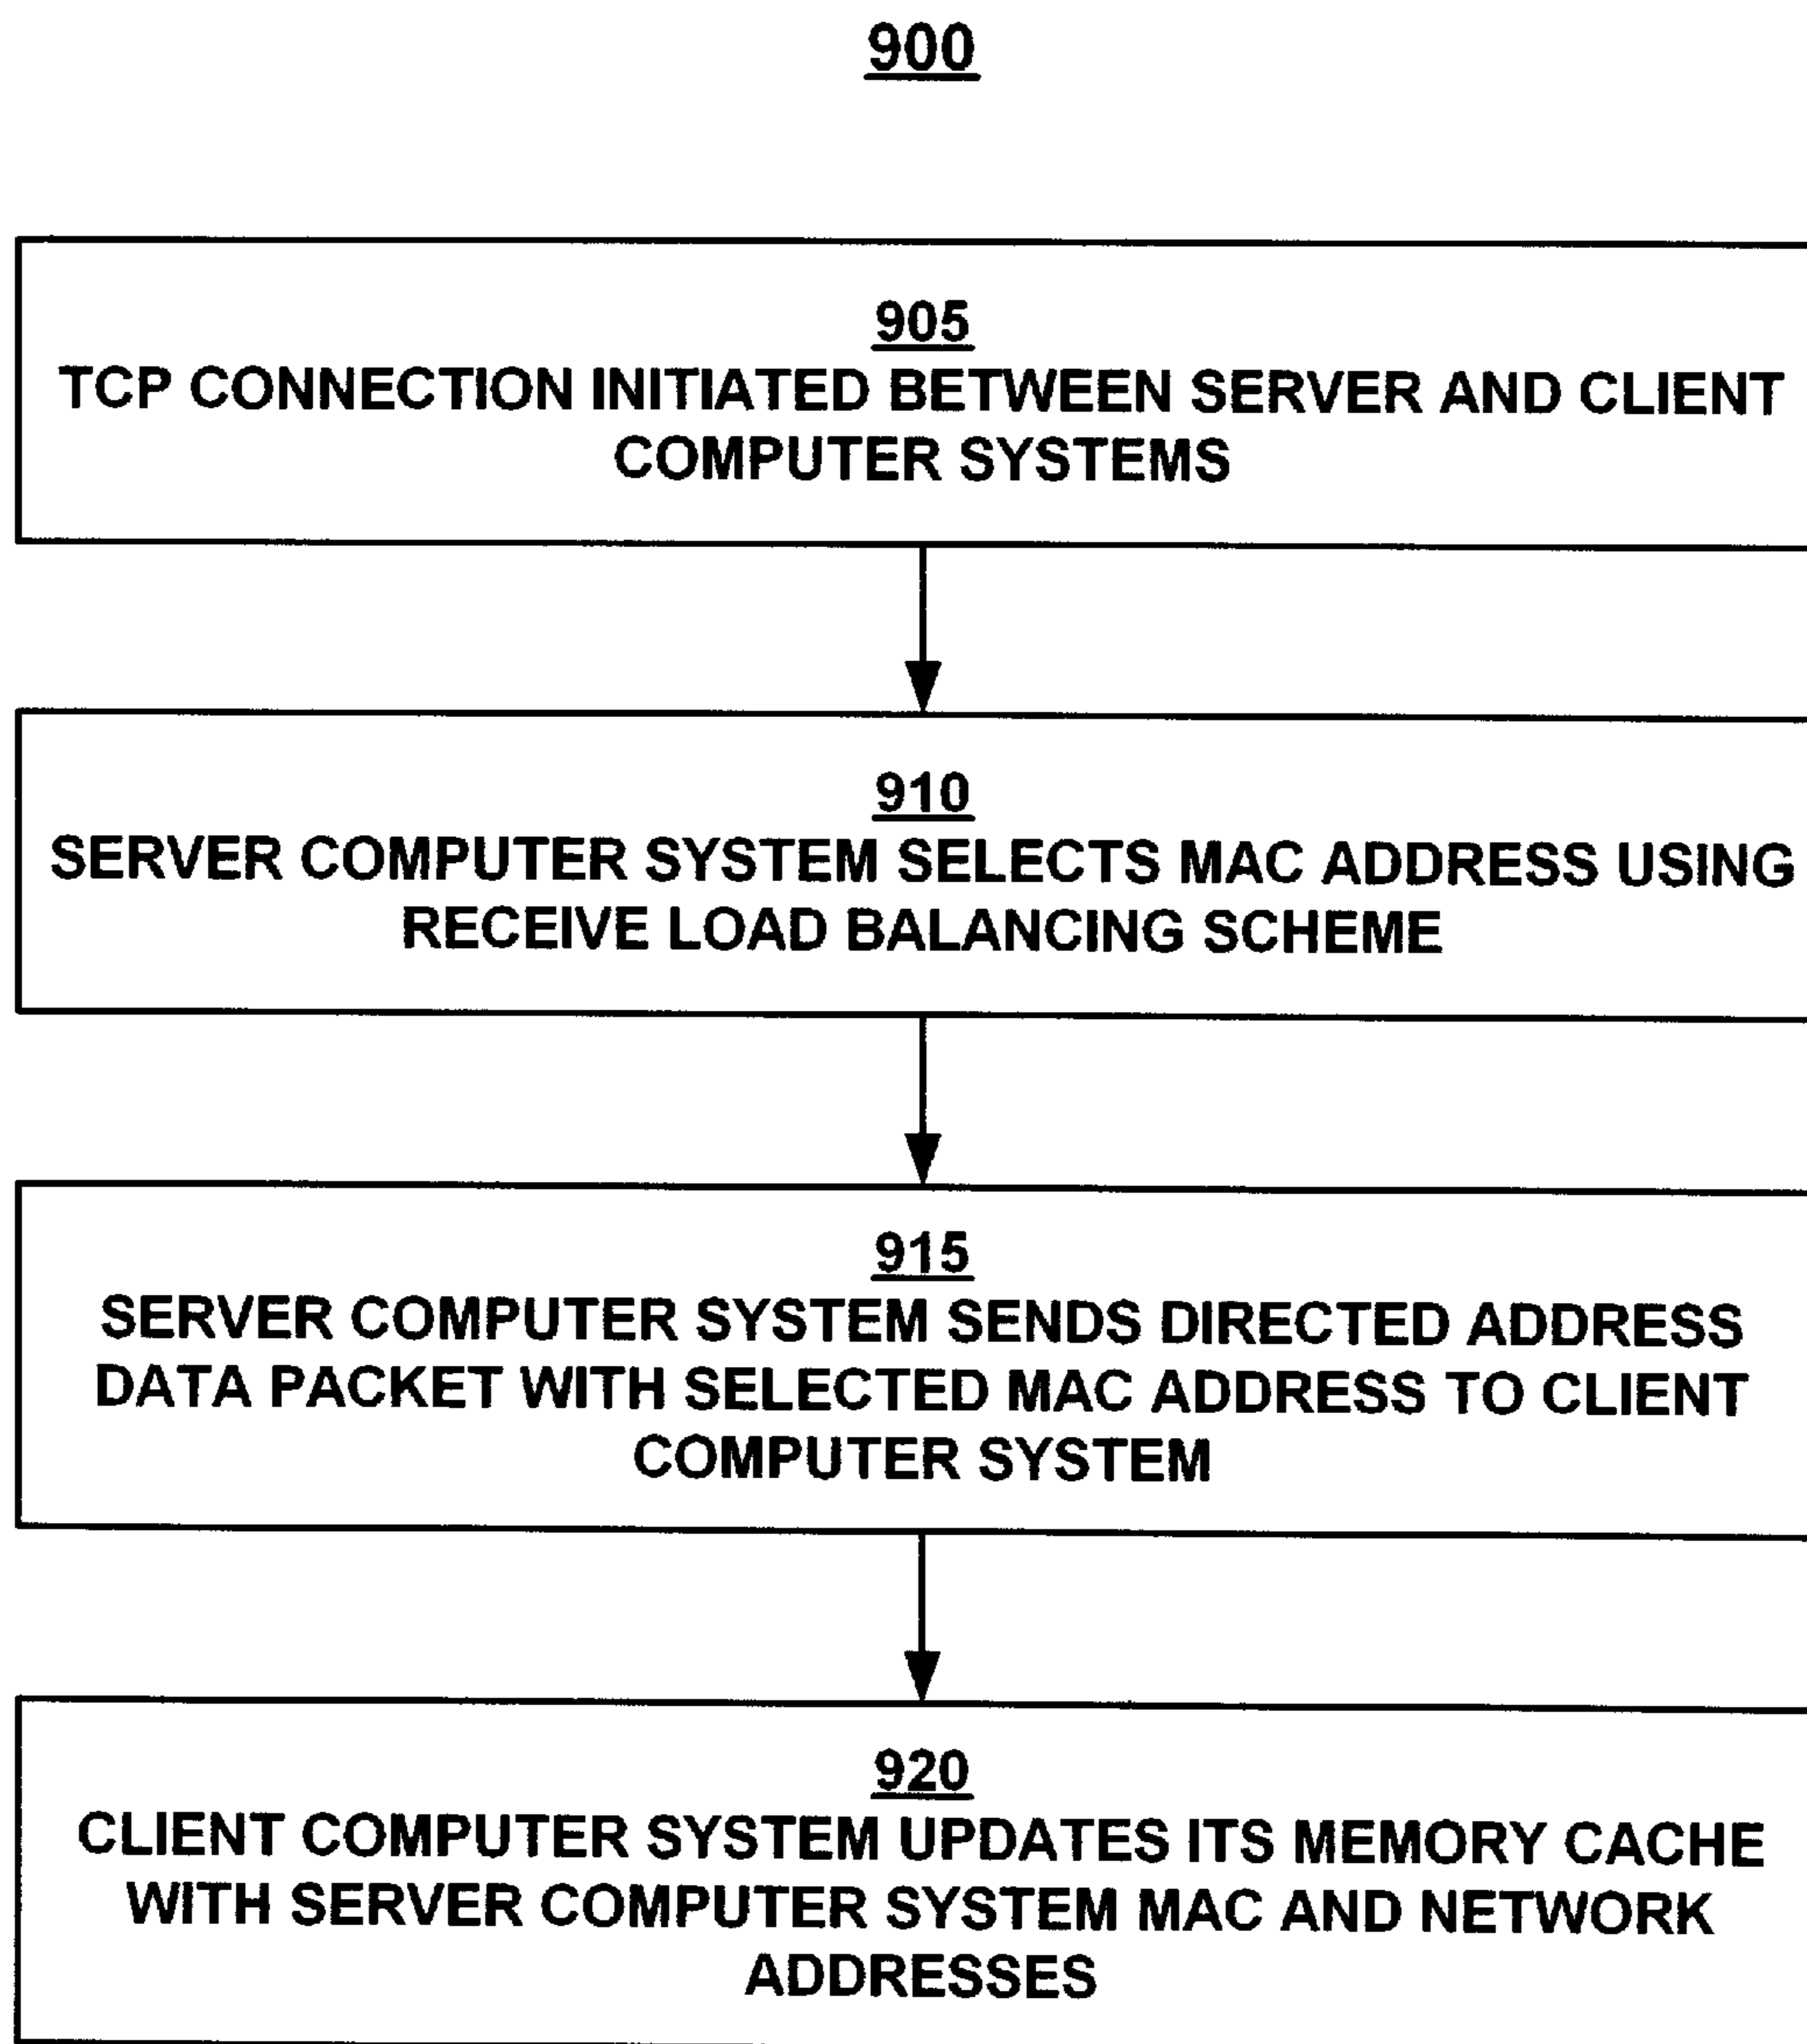 900
905
TCP CONNECTION INITIATED BETWEEN SERVER AND CLIENT
COMPUTER SYSTEMS
910
SERVER COMPUTER SYSTEM SELECTS MAC ADDRESS USING
RECEIVE LOAD BALANCING SCHEME
915
SERVER COMPUTER SYSTEM SENDS DIRECTED ADDRESS
DATA PACKET WITH SELECTED MAC ADDRESS TO CLIENT
COMPUTER SYSTEM
920
CLIENT COMPUTER SYSTEM UPDATES ITS MEMORY CACHE
WITH SERVER COMPUTER SYSTEM MAC AND NETWORK
ADDRESSES